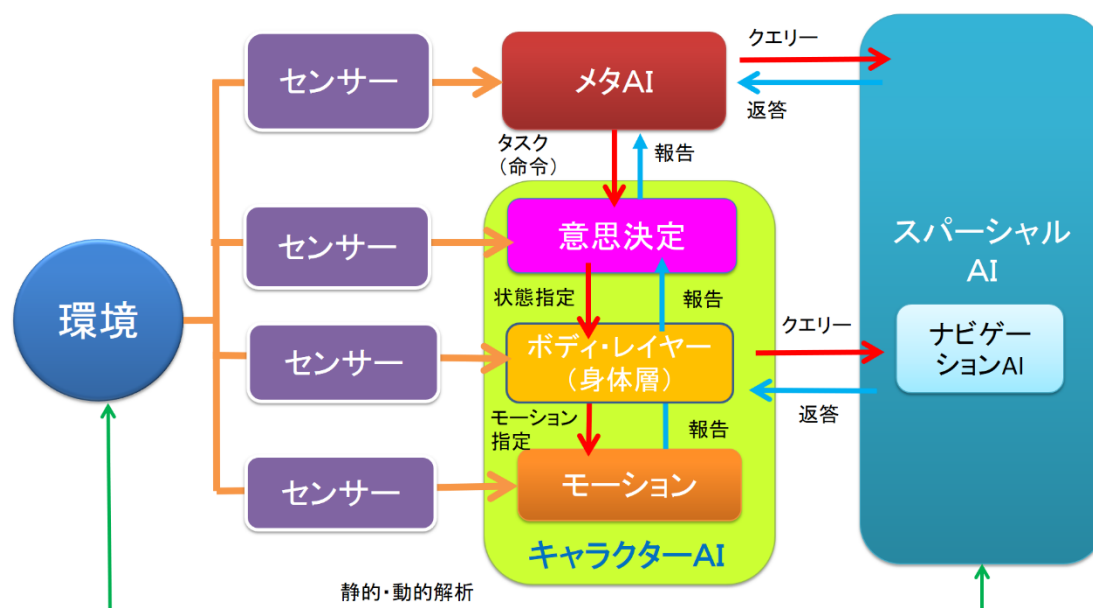 センサー
メタAI
クエリー
返答
タスク
（命令）
報告
センサー
意思決定
スパーシャル
AI
環境
状態指定
報告
センサー
ボディ・レイヤー
（身体層）
クエリー
返答
ナビゲー
ションAI
モーション
指定
報告
センサー
モーション
キャラクターAI
静的・動的解析